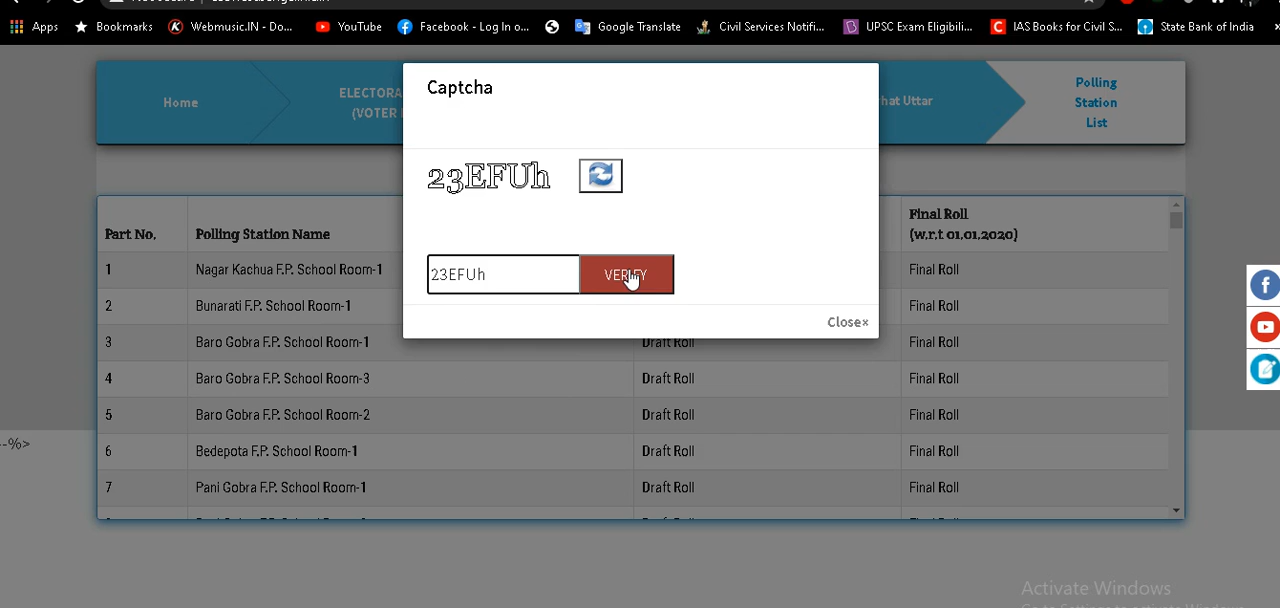 Apps Bookmarks Webmusic.IN - Do... YouTube Facebook - Log In o... Google Translate Civil Services Notifi... UPSC Exam Eligibili... IAS Books for Civil S... State Bank of India
Home
ELECTORA
(VOTER
hat Uttar
Polling
Station
List
Captcha
23EFUh
23EFUh VERIFY
Close×
Part No. Polling Station Name Final Roll
(w.r.t 01.01.2020)
1 Nagar Kachua F.P. School Room-1 Final Roll
2 Bunarati F.P. School Room-1 Final Roll
3 Baro Gobra F.P. School Room-1 Draft Roll Final Roll
4 Baro Gobra F.P. School Room-3 Draft Roll Final Roll
5 Baro Gobra F.P. School Room-2 Draft Roll Final Roll
6 Bedepota F.P. School Room-1 Draft Roll Final Roll
7 Pani Gobra F.P. School Room-1 Draft Roll Final Roll
--%>
Activate Windows